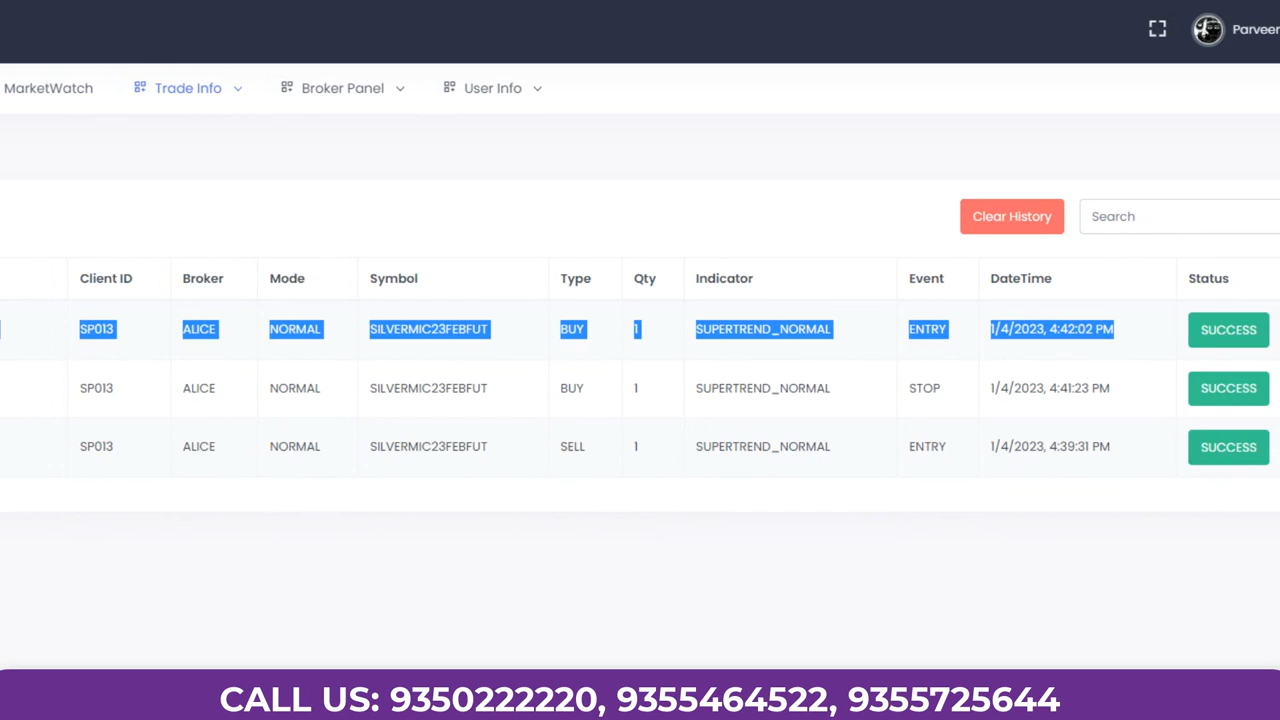 Parveen
MarketWatch Trade Info Broker Panel User Info
Clear History Search
Client ID Broker Mode Symbol Type Qty Indicator Event DateTime Status
SP013 ALICE NORMAL SILVERMIC23FEBFUT BUY 1 SUPERTREND_NORMAL ENTRY 1/4/2023, 4:42:02 PM SUCCESS
SP013 ALICE NORMAL SILVERMIC23FEBFUT BUY 1 SUPERTREND_NORMAL STOP 1/4/2023, 4:41:23 PM SUCCESS
SP013 ALICE NORMAL SILVERMIC23FEBFUT SELL 1 SUPERTREND_NORMAL ENTRY 1/4/2023, 4:39:31 PM SUCCESS
CALL US: 9350222220, 9355464522, 9355725644